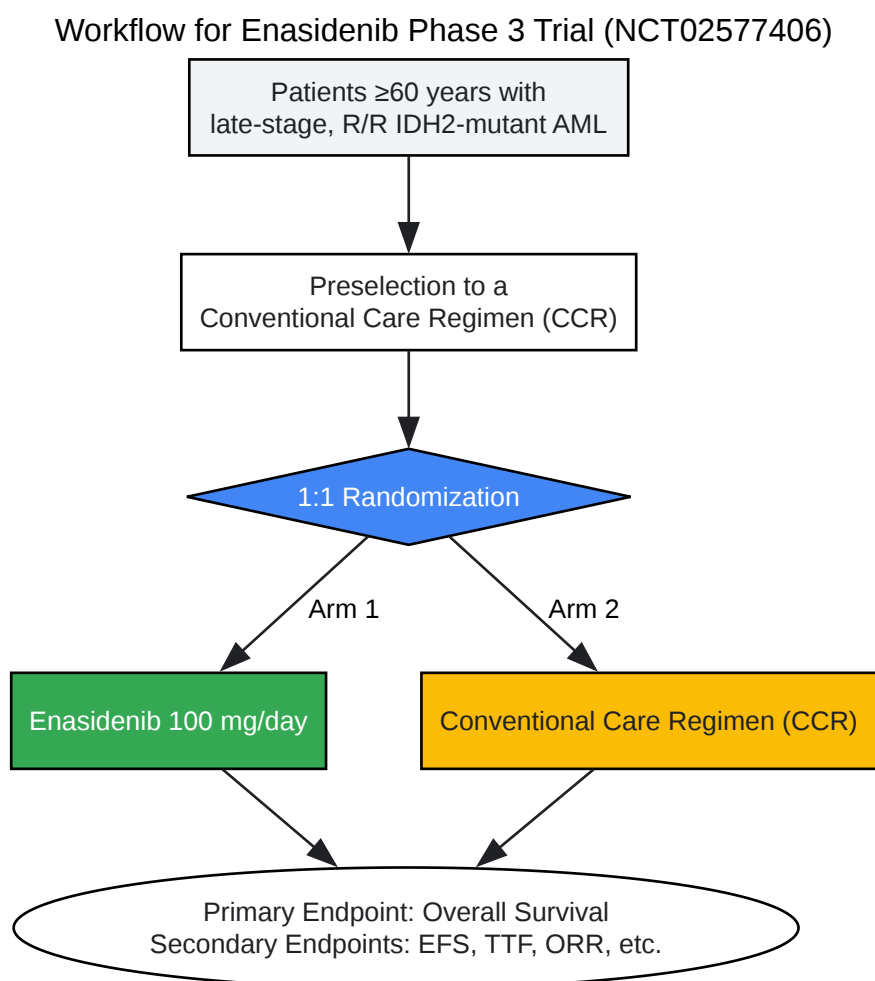 Workflow for Enasidenib Phase 3 Trial (NCT02577406)
Patients ≥60 years with
late-stage, R/R IDH2-mutant AML
Preselection to a
Conventional Care Regimen (CCR)
1:1 Randomization
Arm 1
Arm 2
Enasidenib 100 mg/day
Conventional Care Regimen (CCR)
Primary Endpoint: Overall Survival
Secondary Endpoints: EFS, TTF, ORR, etc.